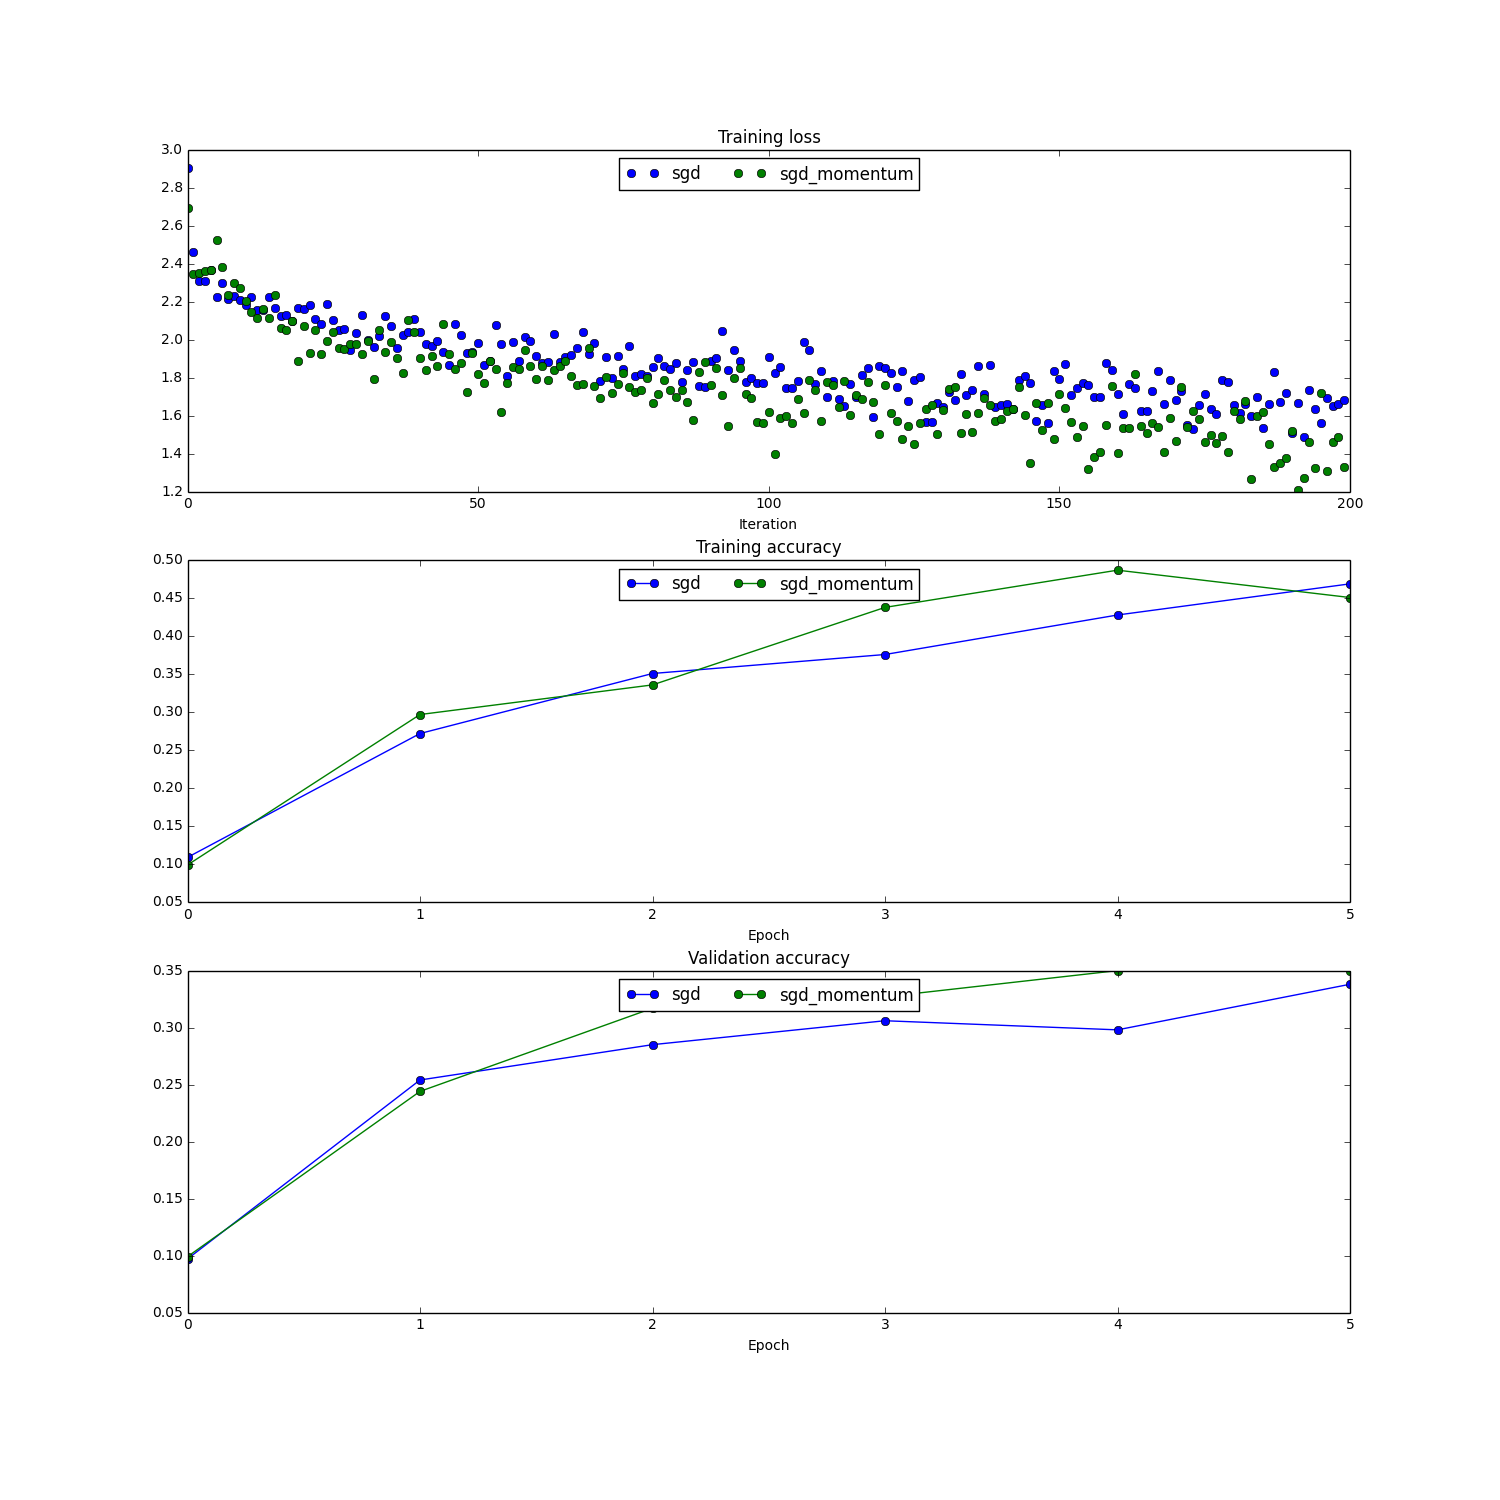 Training loss
3.0
sgd sgd_momentum
2.8
2.6
2.4
2.2
2.0
1.8
1.6
1.4
1.2
0 50 100 150 200
Iteration
Training accuracy
0.50
sgd sgd_momentum
0.45
0.40
0.35
0.30
0.25
0.20
0.15
0.10
0.05
0 1 2 3 4 5
Epoch
Validation accuracy
0.35
sgd sgd_momentum
0.30
0.25
0.20
0.15
0.10
0.05
0 1 2 3 4 5
Epoch